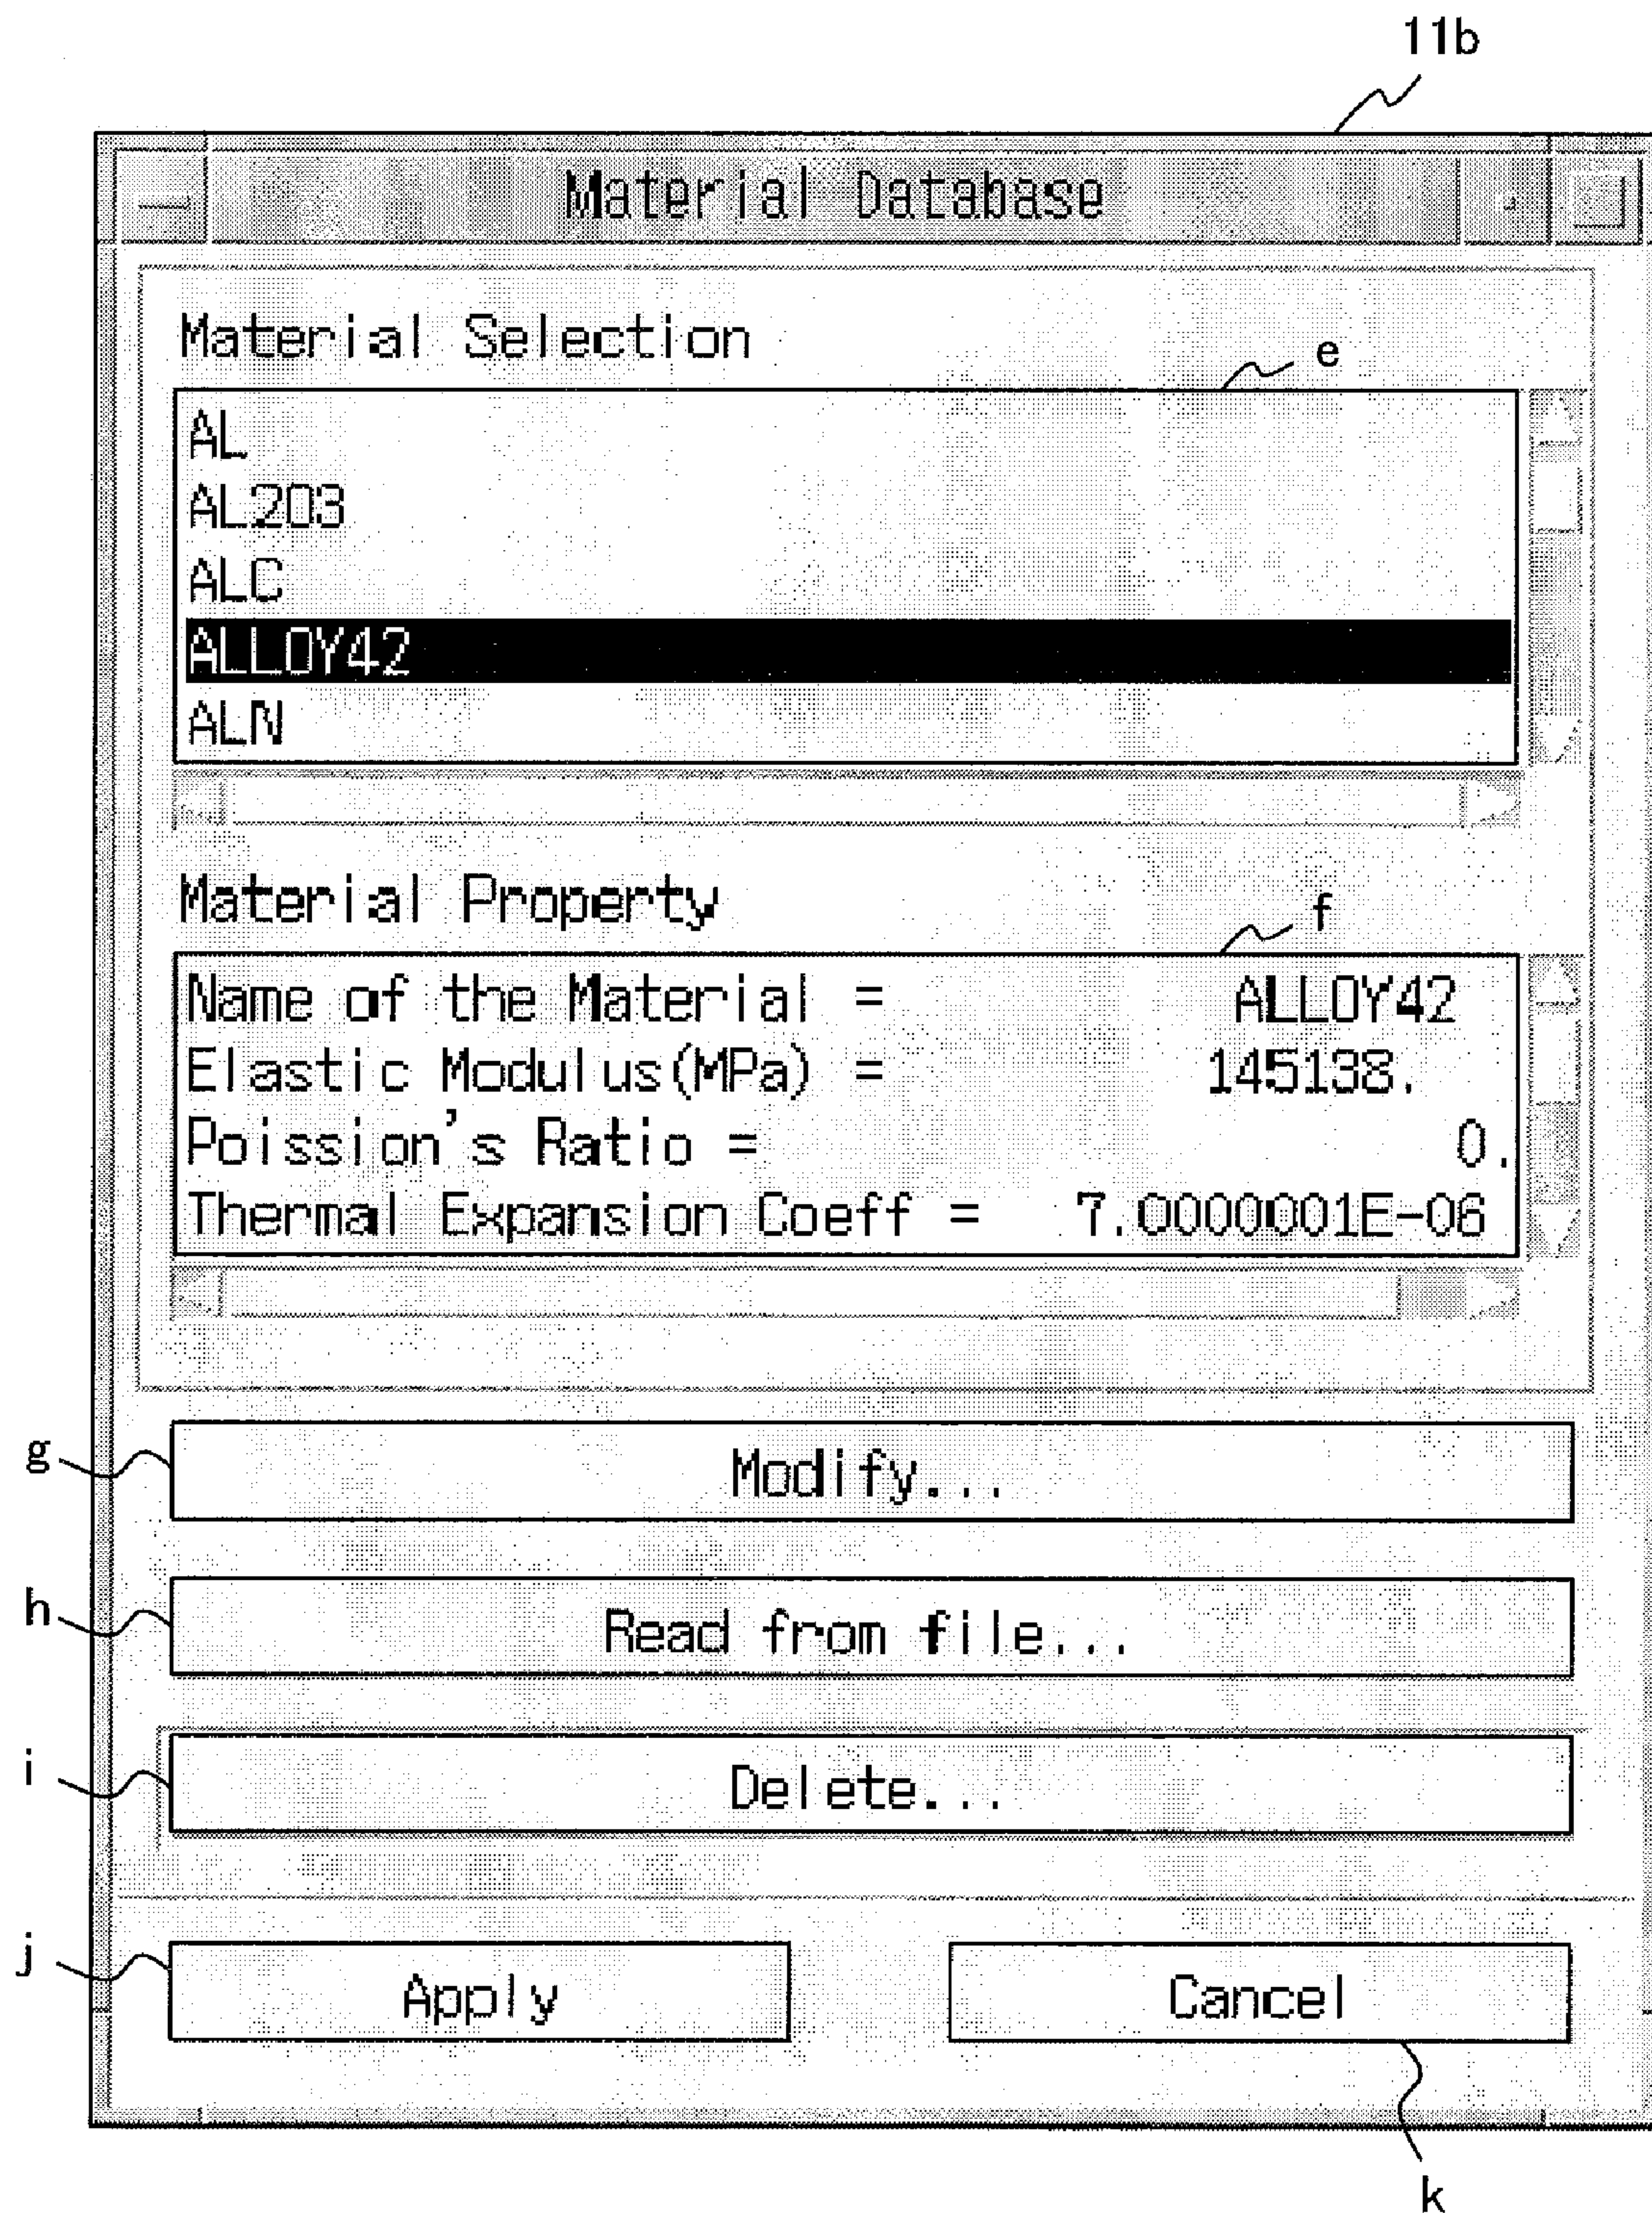 11b
Material Database
Material Selection
e
AL
AL203
ALC
ALLOY42
ALN
Material Property
f
Name of the Material = ALLOY42
Elastic Modulus(MPa) = 145138.
Poission's Ratio = 0.
Thermal Expansion Coeff = 7.0000001E-06
g
Modify...
h
Read from file...
i
Delete...
j
Apply
Cancel
k